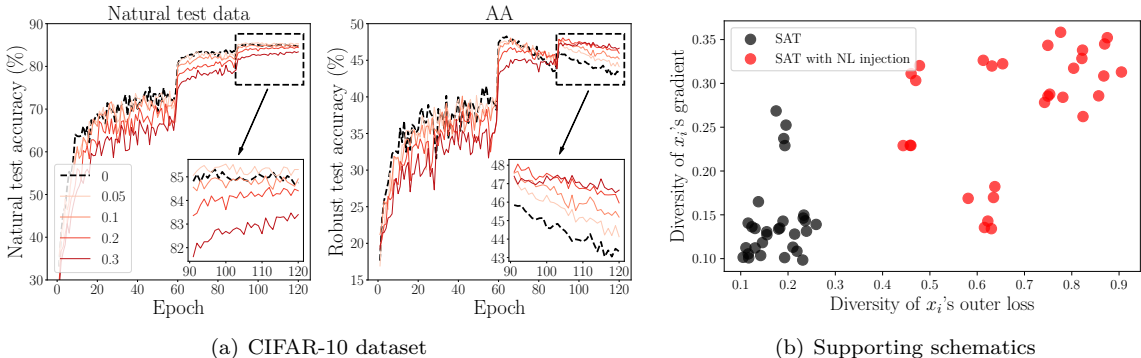 Natural test data
Natural test accuracy (%)
90
80
70
60
50
40
30
0
0.05
0.1
0.2
0.3
85
84
83
82
90 100 110 120
0 20 40 60 80 100 120
Epoch
AA
Robust test accuracy (%)
50
45
40
35
30
25
20
15
48
47
46
45
44
43
90 100 110 120
0 20 40 60 80 100 120
Epoch
(a) CIFAR-10 dataset
SAT
SAT with NL injection
Diversity of x_i's gradient
0.35
0.30
0.25
0.20
0.15
0.10
0.1 0.2 0.3 0.4 0.5 0.6 0.7 0.8 0.9
Diversity of x_i's outer loss
(b) Supporting schematics